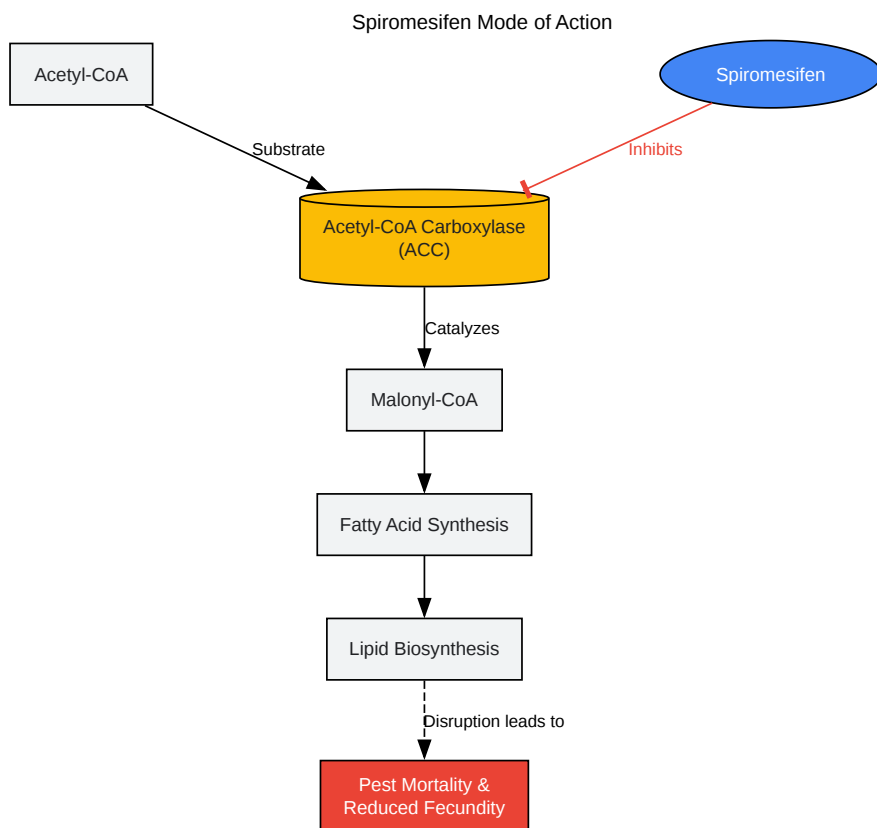 Spiromesifen Mode of Action
Acetyl-CoA
Spiromesifen
Substrate
Inhibits
Acetyl-CoA Carboxylase
(ACC)
Catalyzes
Malonyl-CoA
Fatty Acid Synthesis
Lipid Biosynthesis
Disruption leads to
Pest Mortality &
Reduced Fecundity